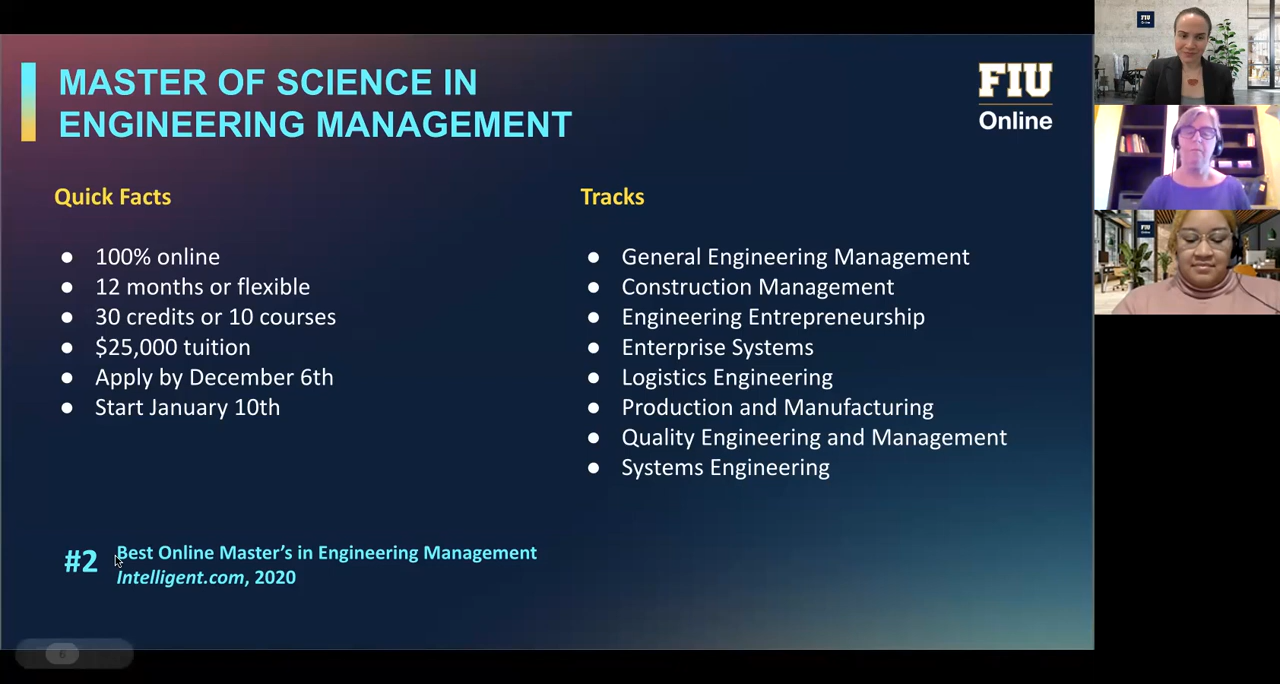 MASTER OF SCIENCE IN
ENGINEERING MANAGEMENT
FIU
Online
Quick Facts
● 100% online
● 12 months or flexible
● 30 credits or 10 courses
● $25,000 tuition
● Apply by December 6th
● Start January 10th
Tracks
● General Engineering Management
● Construction Management
● Engineering Entrepreneurship
● Enterprise Systems
● Logistics Engineering
● Production and Manufacturing
● Quality Engineering and Management
● Systems Engineering
#2
Best Online Master’s in Engineering Management
Intelligent.com, 2020
6
FIU
FIU